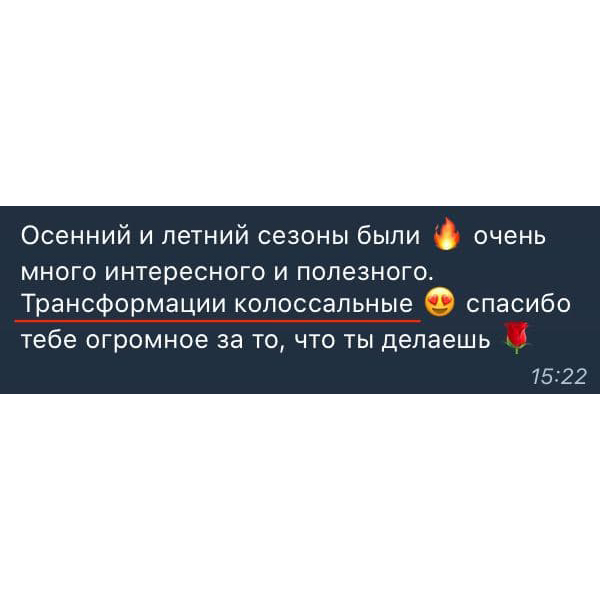 Осенний и летний сезоны были 🔥 очень
много интересного и полезного.
Трансформации колоссальные 😍 спасибо
тебе огромное за то, что ты делаешь 🌹
15:22